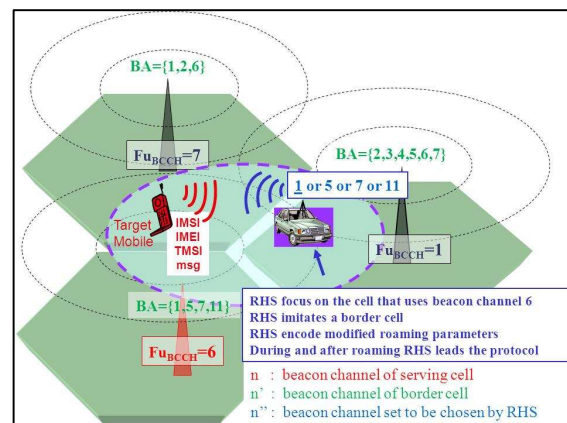 BA={1,2,6}
FuBCCH=7
BA={2,3,4,5,6,7}
1 or 5 or 7 or 11
Target
Mobile
IMSI
IMEI
TMSI
msg
FuBCCH=1
BA={1,5,7,11}
FuBCCH=6
RHS focus on the cell that uses beacon channel 6
RHS imitates a border cell
RHS encode modified roaming parameters
During and after roaming RHS leads the protocol
n : beacon channel of serving cell
n' : beacon channel of border cell
n'' : beacon channel set to be chosen by RHS